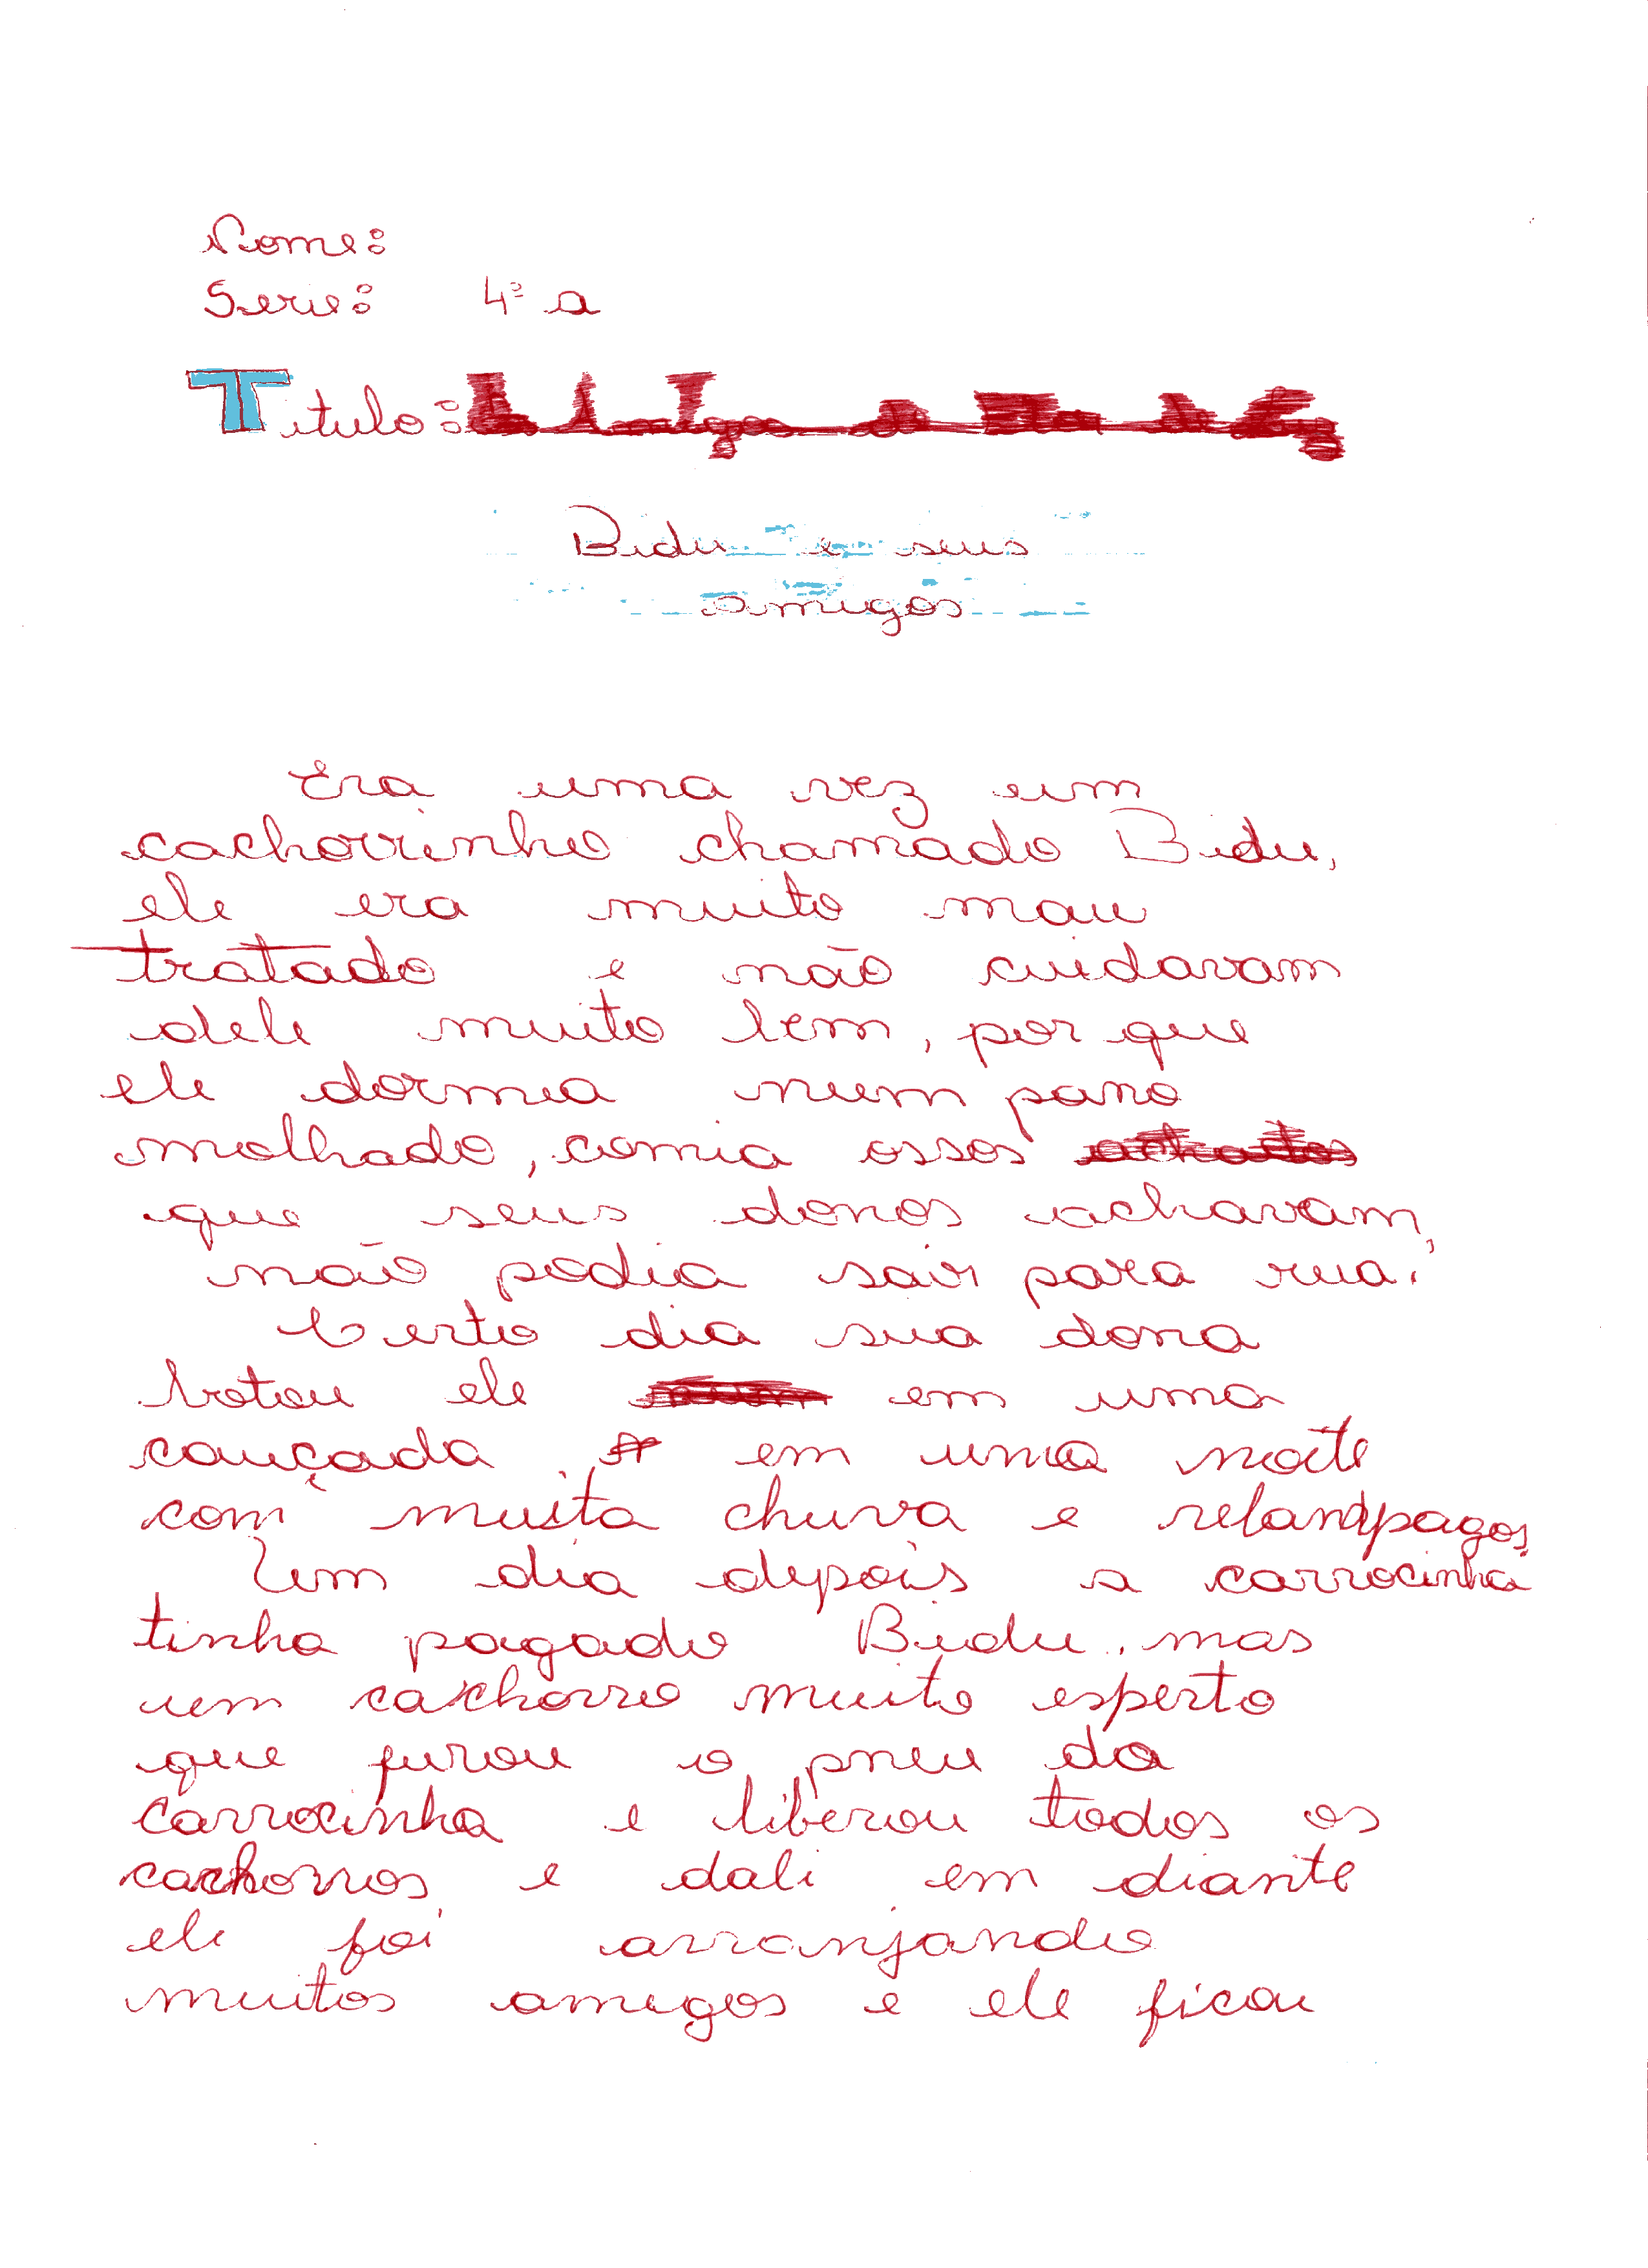 Nome:
Serie: 4ª a
Titulo:
Bidu e seus
amigos
Era uma vez um
cachorrinho chamado Bidu,
ele era muito mau
tratado e não cuidavam
dele muito bem, por que
ele dormia num pano
molhado, comia ossos
que seus donos achavam,
não podia sair para rua.
Certo dia sua dona
botou ele em uma
cauçada, em uma noite
com muita chuva e relampagos,
Um dia depois a carrocinha
tinha pagado Bidu, mas
um cachorro muito esperto
que furou o pneu da
carrocinha e liberou todos os
cachorros e dali em diante
ele foi arranjando
muitos amigos e ele ficou